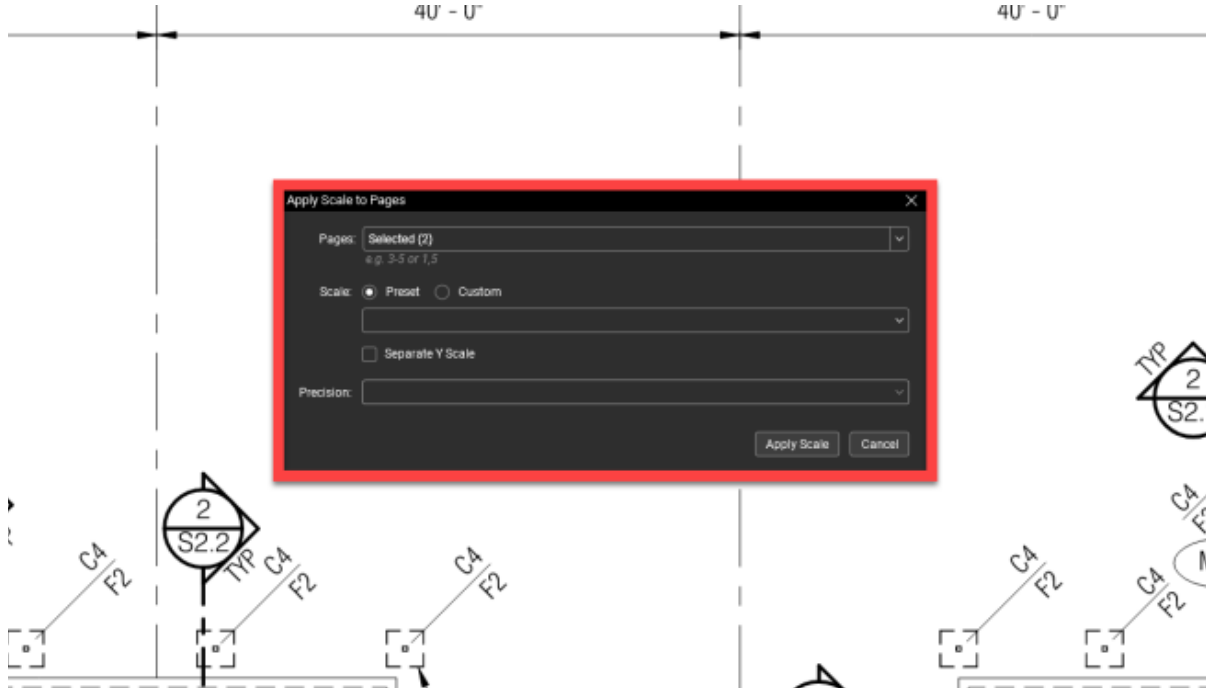 40' - 0"
40' - 0"
Apply Scale to Pages
Pages: Selected (2)
e.g. 3-5 or 1,5
Scale: Preset Custom
Separate Y Scale
Precision:
Apply Scale Cancel
TYP
2
S2.
2
S2.2
TYP
C4
F2
C4
F2
C4
F2
C4
F2
C4
F2
C4